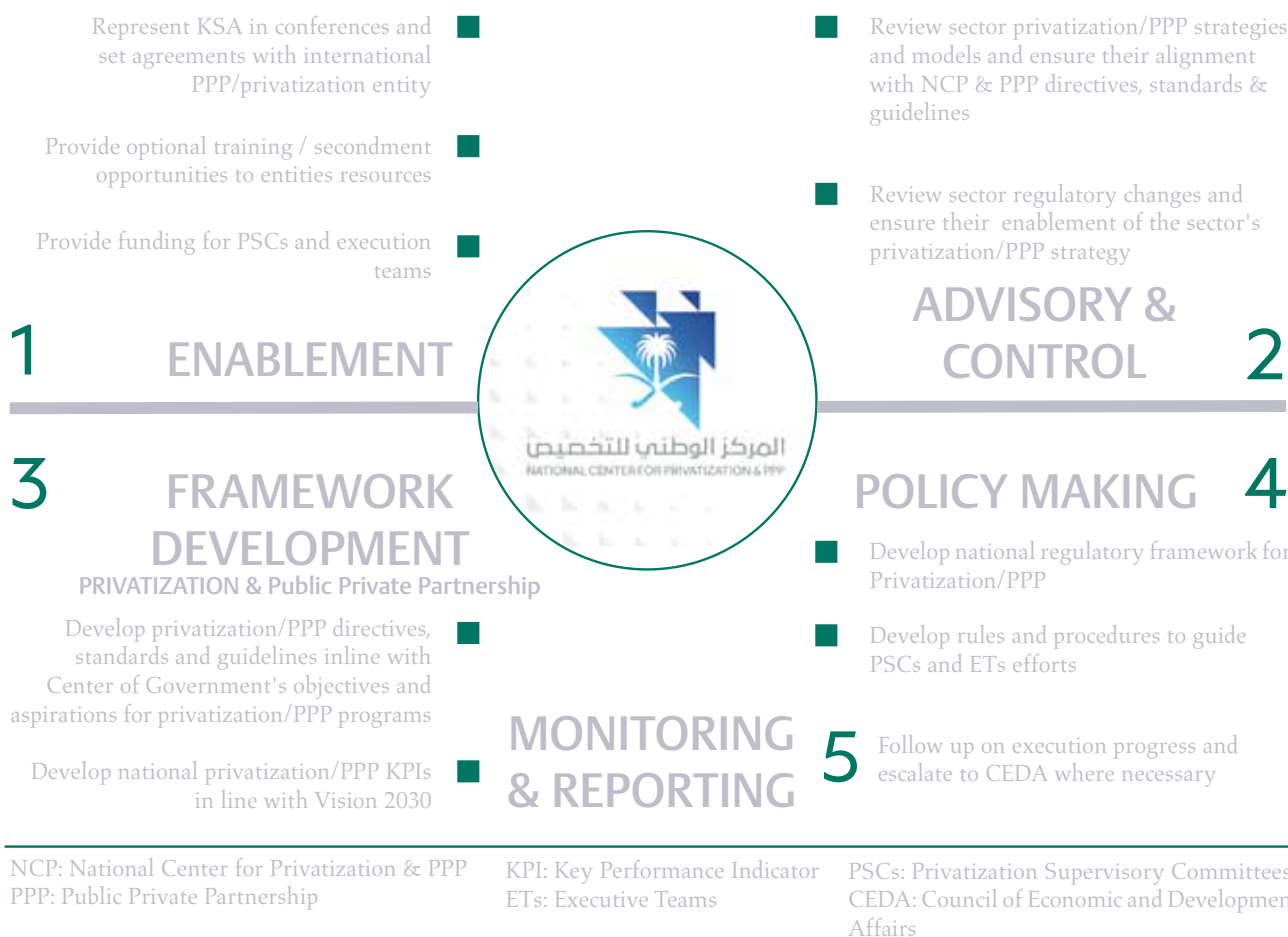 Represent KSA in conferences and
set agreements with international
PPP/privatization entity
Provide optional training / secondment
opportunities to entities resources
Provide funding for PSCs and execution
teams
1
ENABLEMENT
Review sector privatization/PPP strategies
and models and ensure their alignment
with NCP & PPP directives, standards &
guidelines
Review sector regulatory changes and
ensure their enablement of the sector's
privatization/PPP strategy
ADVISORY &
CONTROL
2
المركز الوطني للتخصيص
NATIONAL CENTER FOR PRIVATIZATION & PPP
3
FRAMEWORK
DEVELOPMENT
PRIVATIZATION & Public Private Partnership
Develop privatization/PPP directives,
standards and guidelines inline with
Center of Government's objectives and
aspirations for privatization/PPP programs
Develop national privatization/PPP KPIs
in line with Vision 2030
POLICY MAKING
4
Develop national regulatory framework for
Privatization/PPP
Develop rules and procedures to guide
PSCs and ETs efforts
MONITORING
& REPORTING
5
Follow up on execution progress and
escalate to CEDA where necessary
NCP: National Center for Privatization & PPP
PPP: Public Private Partnership
KPI: Key Performance Indicator
ETs: Executive Teams
PSCs: Privatization Supervisory Committees
CEDA: Council of Economic and Developmen
Affairs